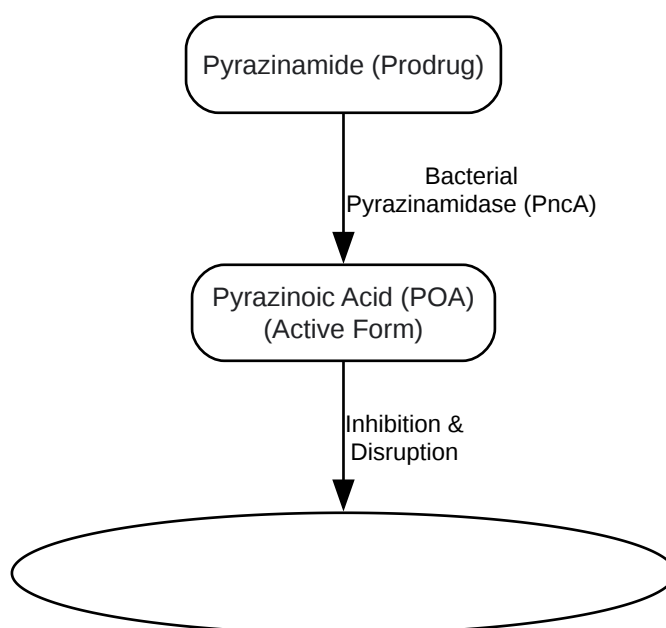 Pyrazinamide (Prodrug)
Bacterial
Pyrazinamidase (PncA)
Pyrazinoic Acid (POA)
(Active Form)
Inhibition &
Disruption